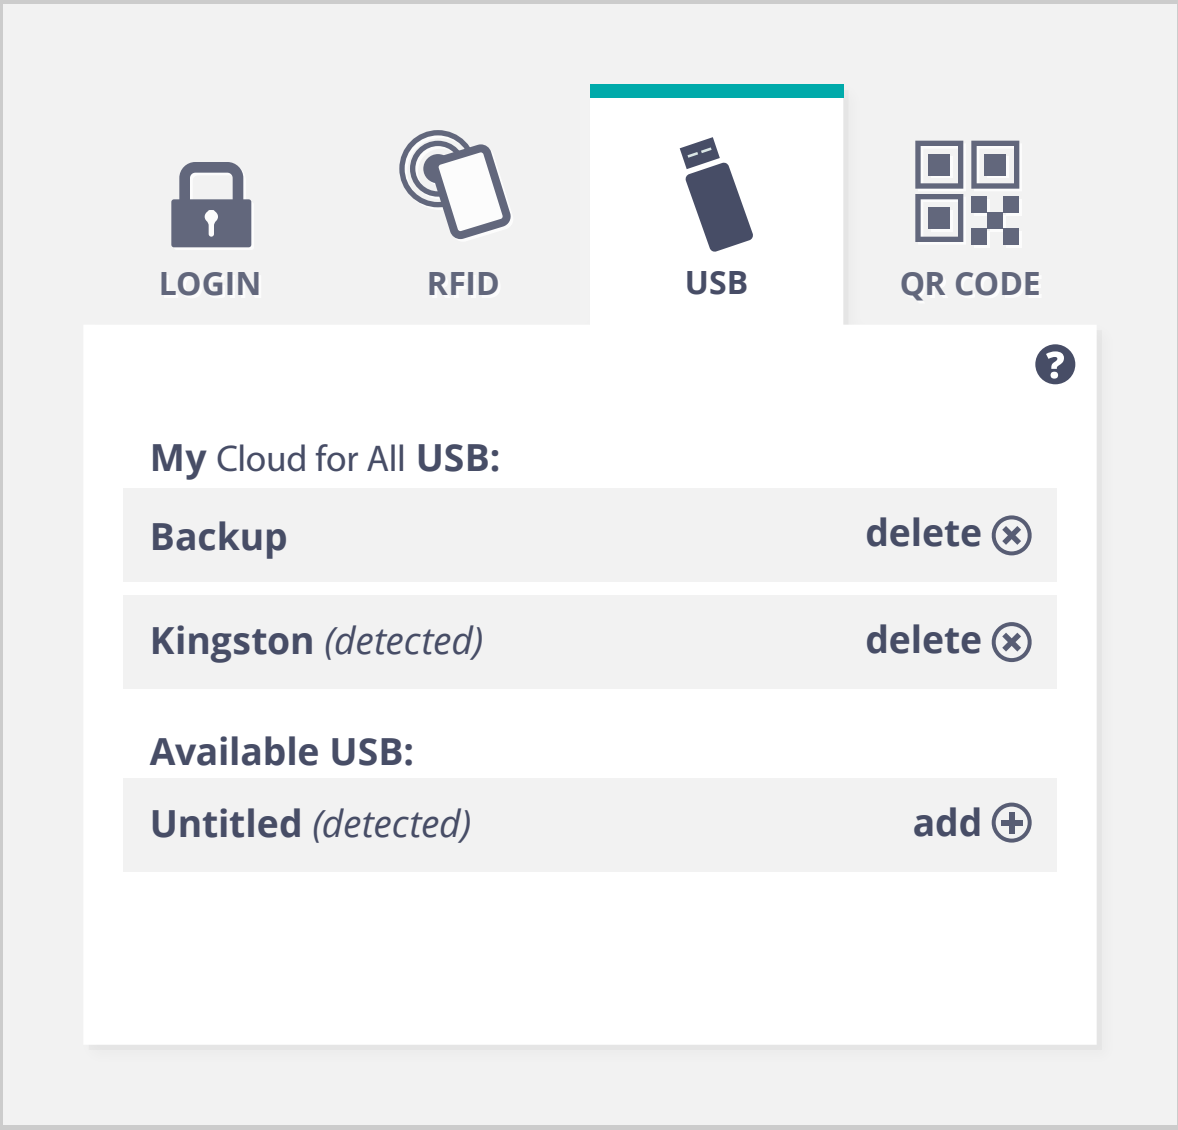 LOGIN
RFID
USB
QR CODE
?
My Cloud for All USB:
Backup
delete
Kingston (detected)
delete
Available USB:
Untitled (detected)
add